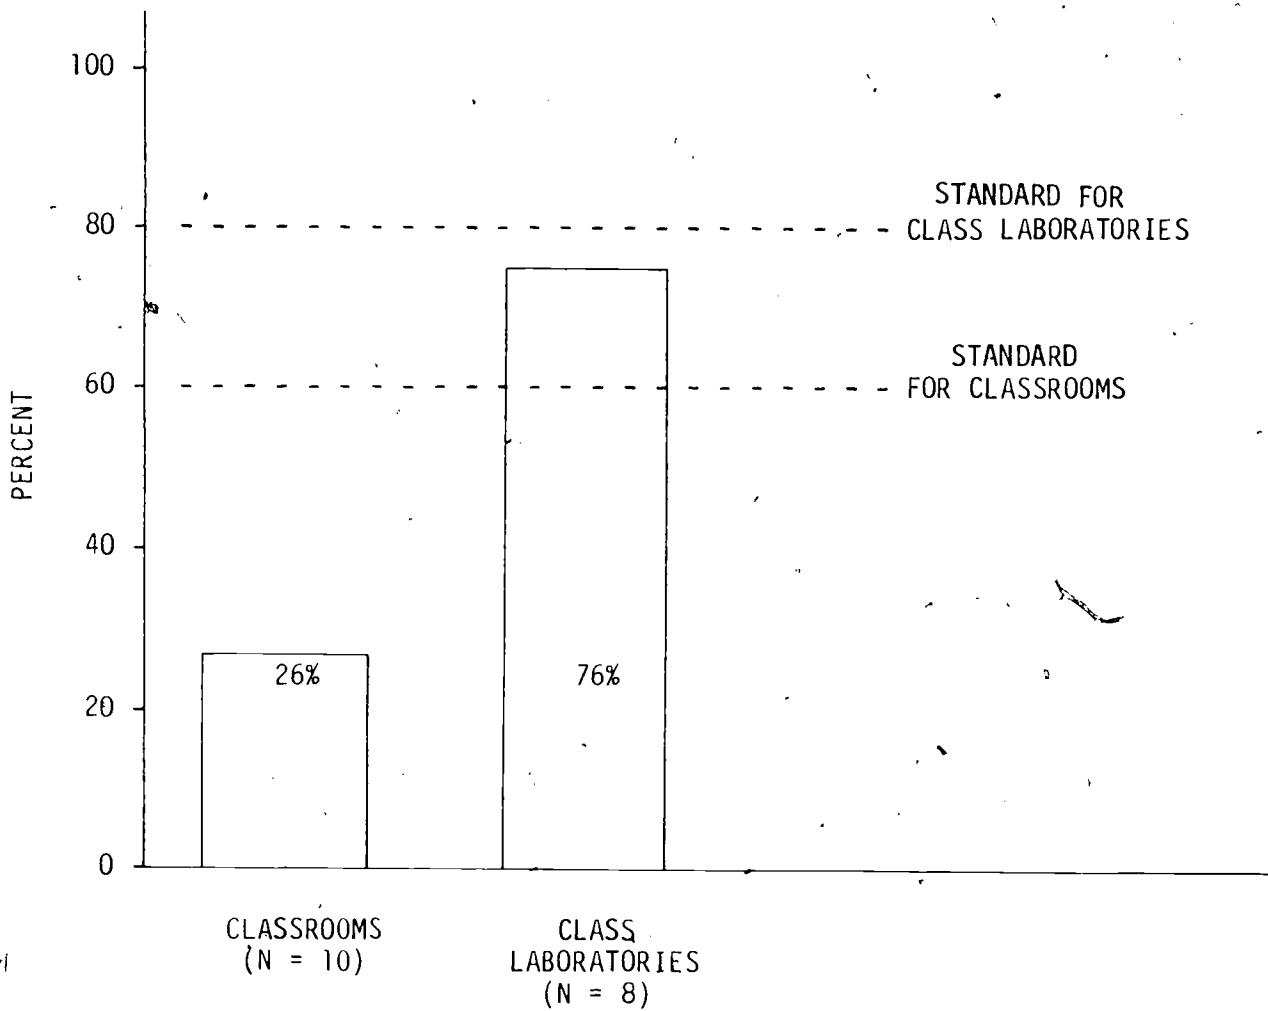 100
STANDARD FOR
80
CLASS LABORATORIES
STANDARD
60
FOR CLASSROOMS
PERCENT
40
26%
76%
20
0
CLASSROOMS
(N = 10)
CLASS
LABORATORIES
(N = 8)